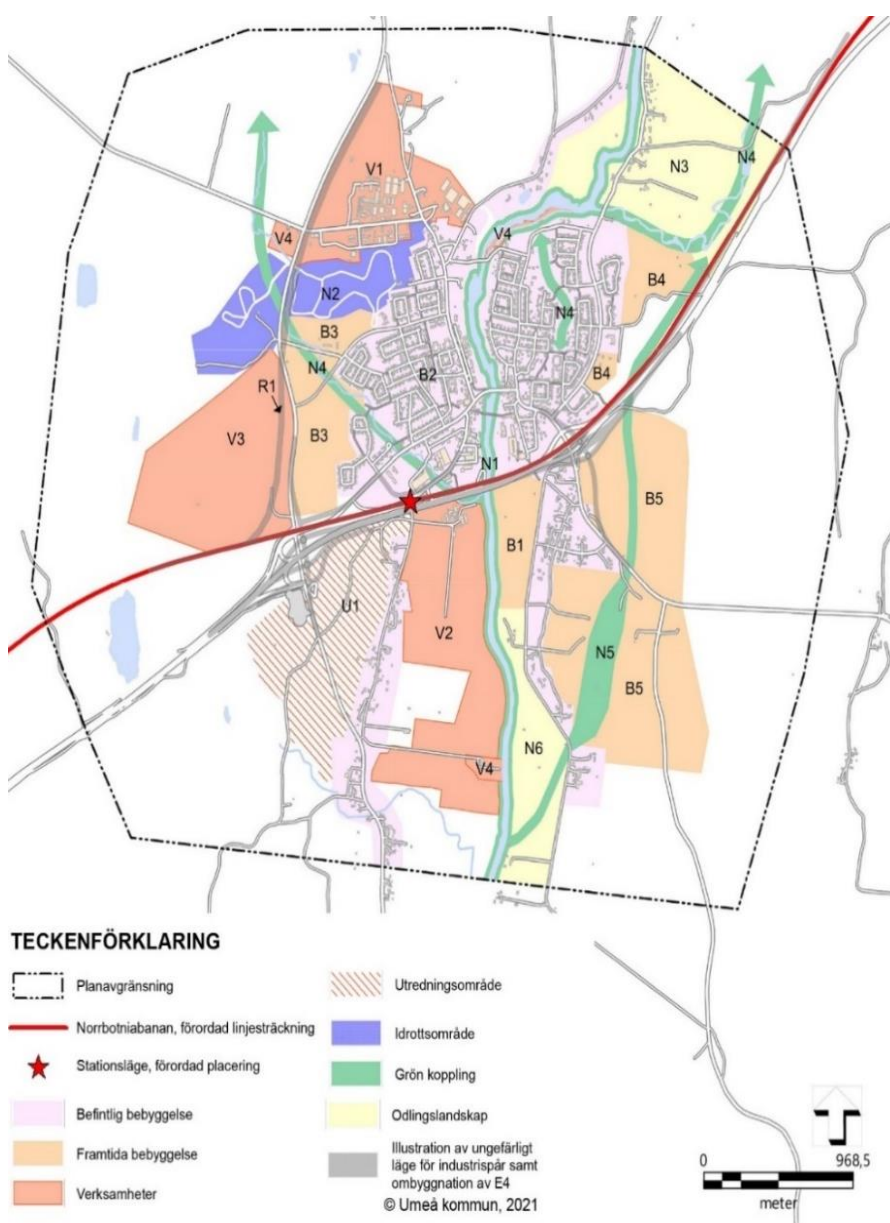 V1
N3
N4
V4
V4
N2
B4
B3
N4
N4
B2
B4
R1
V3
B3
N1
B5
B1
U1
V2
N5
B5
N6
V4
TECKENFÖRKLARING
Planavgränsning
Norrbotniabanan, förordad linjesträckning
Stationsläge, förordad placering
Befintlig bebyggelse
Framtida bebyggelse
Verksamheter
Utredningsområde
Idrottsområde
Grön koppling
Odlingslandskap
Illustration av ungefärligt
läge för industrispår samt
ombyggnation av E4
© Umeå kommun, 2021
0 968,5
meter